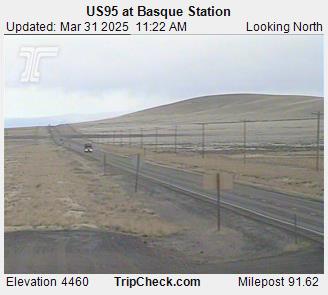 US95 at Basque Station
Updated: Mar 31 2025 11:22 AM Looking North
Elevation 4460 TripCheck.com Milepost 91.62